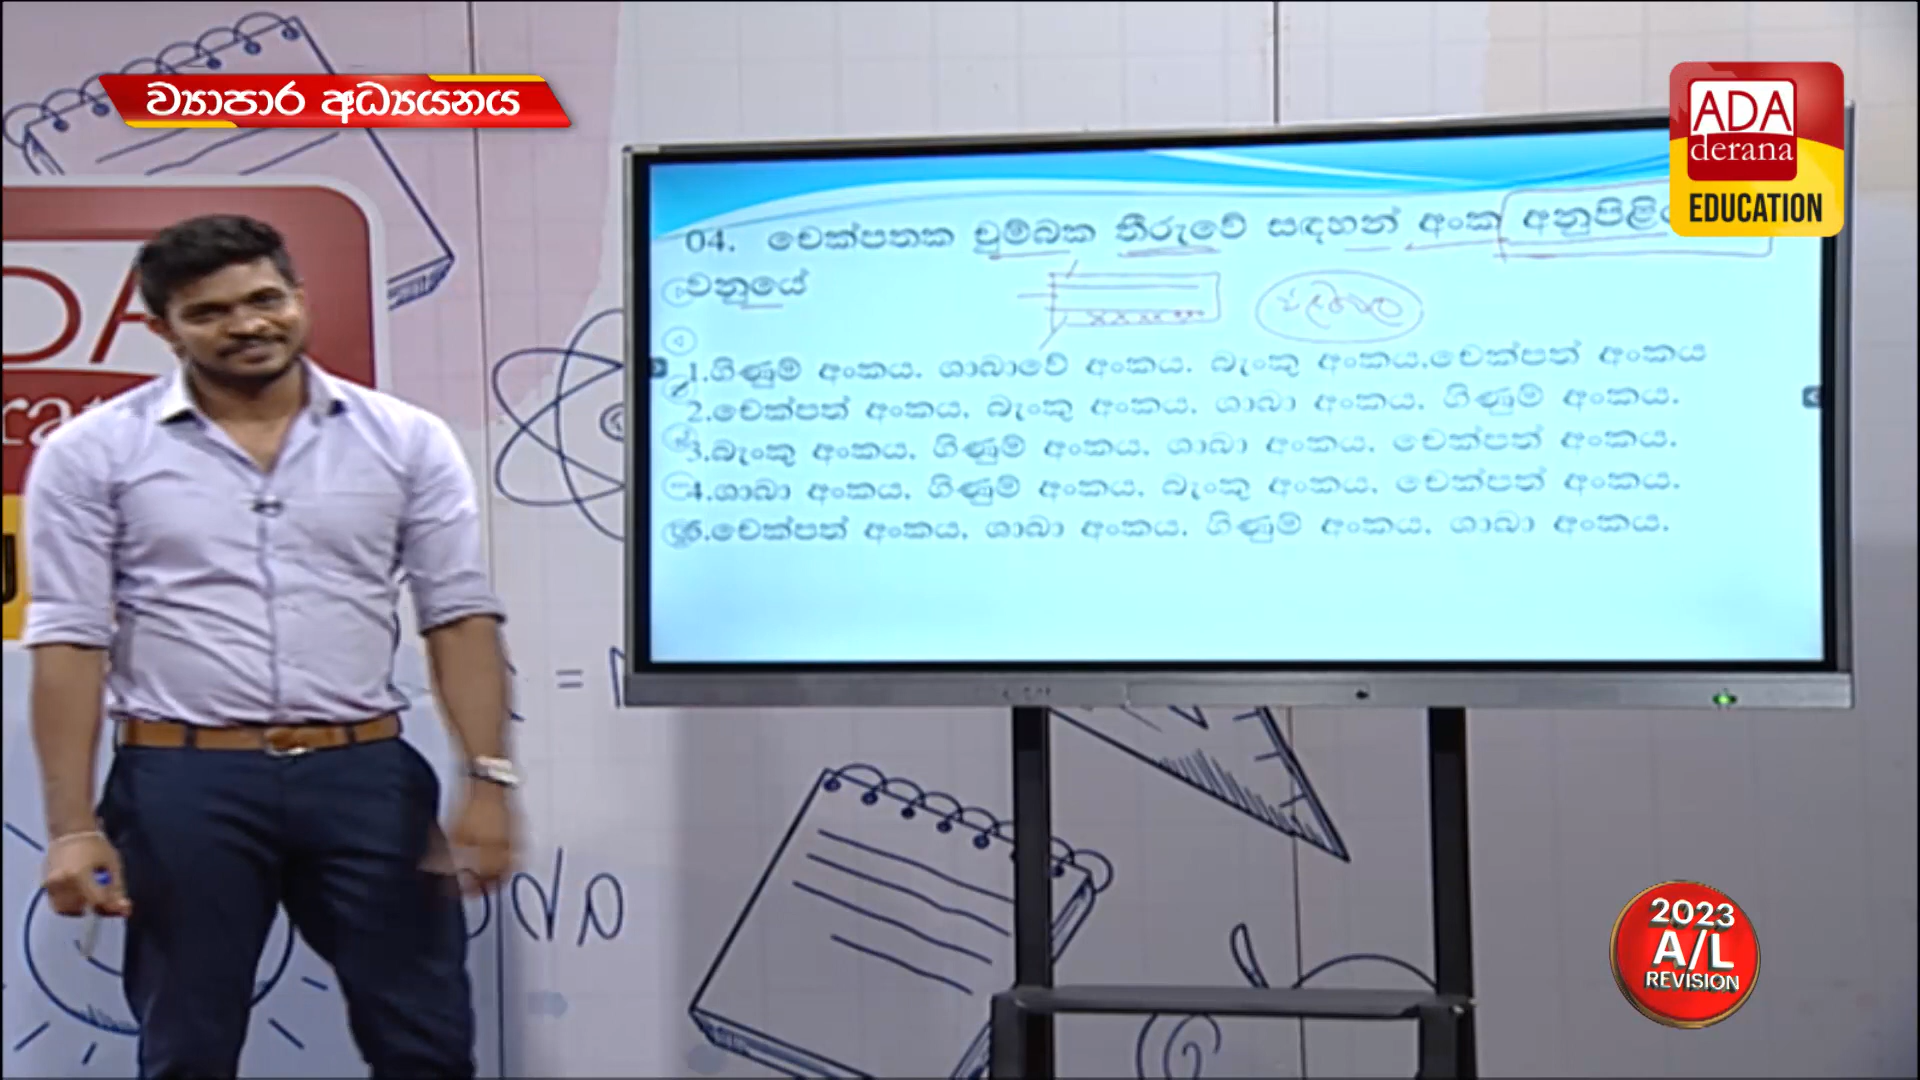 ව්‍යාපාර අධ්‍යයනය
ADA
derana
EDUCATION
04. චෙක්පතක චුම්බක තීරුවේ සඳහන් අංක අනුපිළි
වනුයේ
1.ගිණුම් අංකය. ශාඛාවේ අංකය. බැංකු අංකය.චෙක්පත් අංකය
2.චෙක්පත් අංකය. බැංකු අංකය. ශාඛා අංකය. ගිණුම් අංකය.
3.බැංකු අංකය. ගිණුම් අංකය. ශාඛා අංකය. චෙක්පත් අංකය.
4.ශාඛා අංකය. ගිණුම් අංකය. බැංකු අංකය. චෙක්පත් අංකය.
5.චෙක්පත් අංකය. ශාඛා අංකය. ගිණුම් අංකය. ශාඛා අංකය.
2023
A/L
REVISION